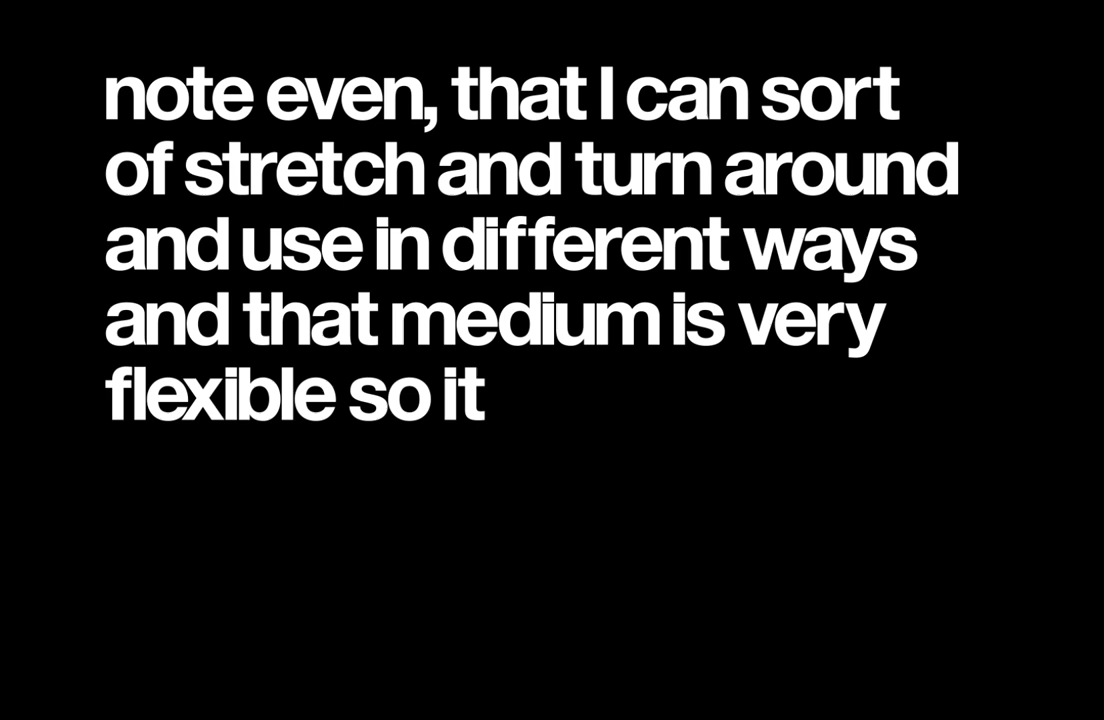 note even, that I can sort
of stretch and turn around
and use in different ways
and that medium is very
flexible so it